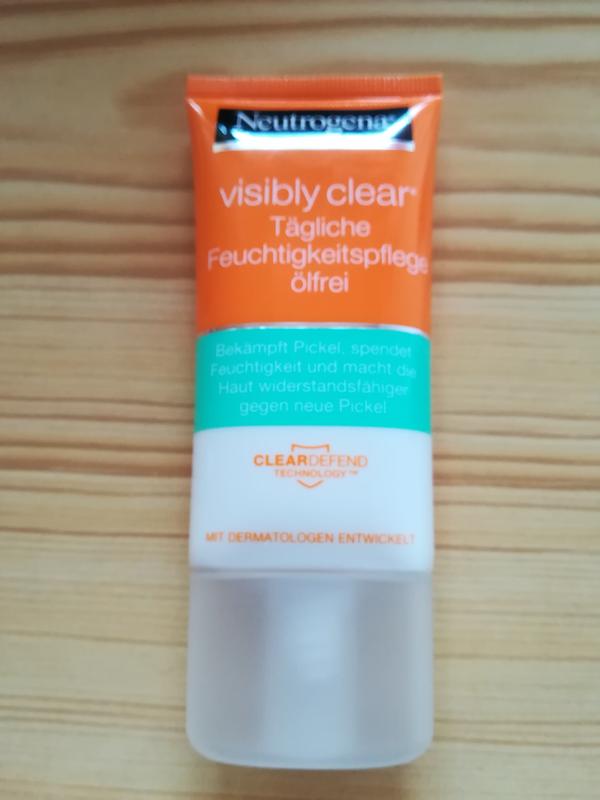 Neutrogena®
visibly clear®
Tägliche
Feuchtigkeitspflege
ölfrei
Bekämpft Pickel, spendet
Feuchtigkeit und macht die
Haut widerstandsfähiger
gegen neue Pickel
CLEARDEFEND
TECHNOLOGY™
MIT DERMATOLOGEN ENTWICKELT